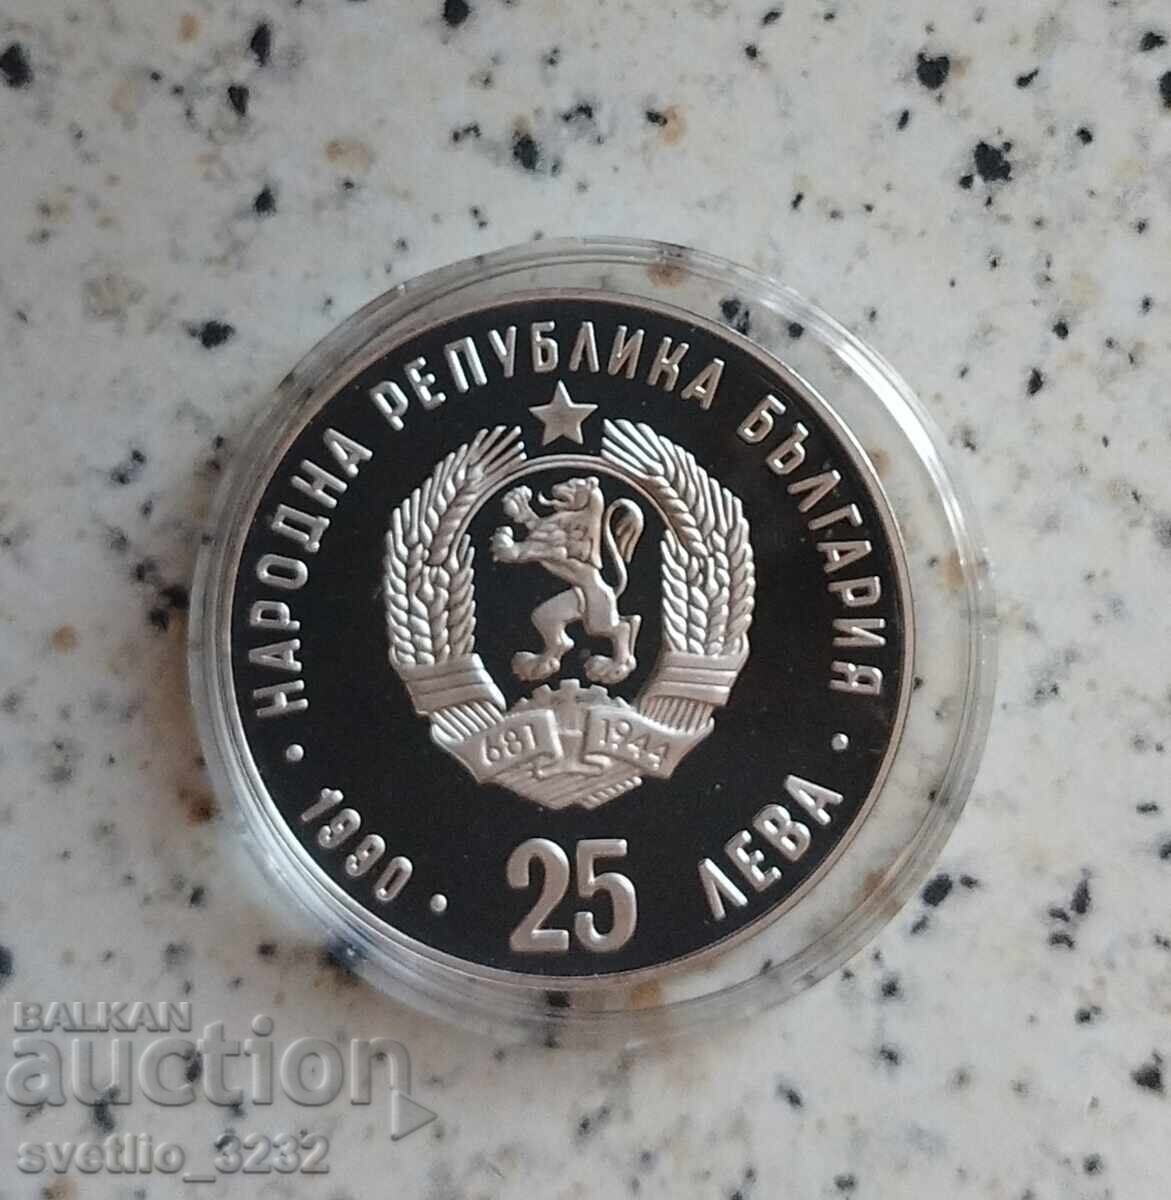 НАРОДНА РЕПУБЛИКА БЪЛГАРИЯ
681 1944
· 1990 · 25 ЛЕВА ·
BALKAN
auction
svetlio_3232